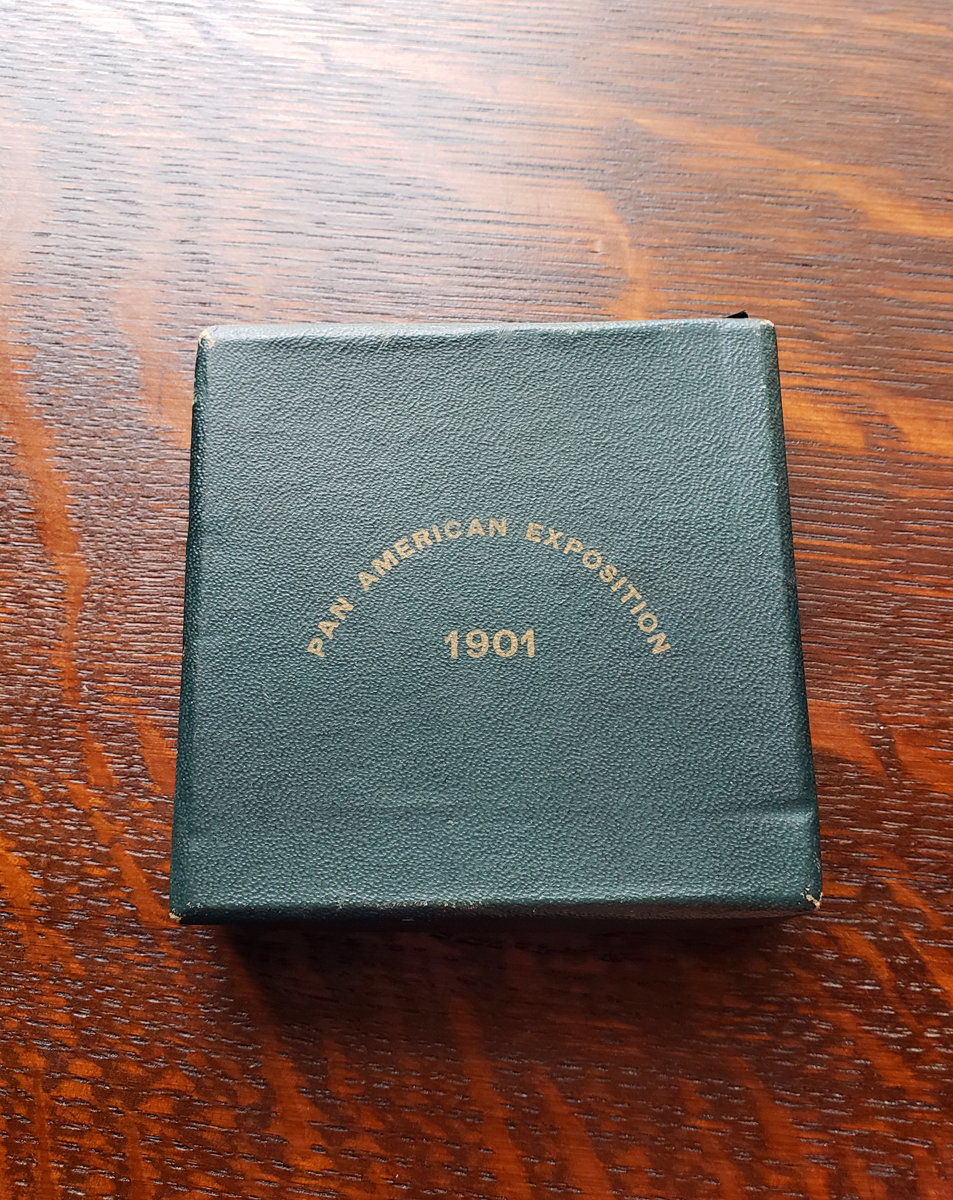 PAN AMERICAN EXPOSITION
1901